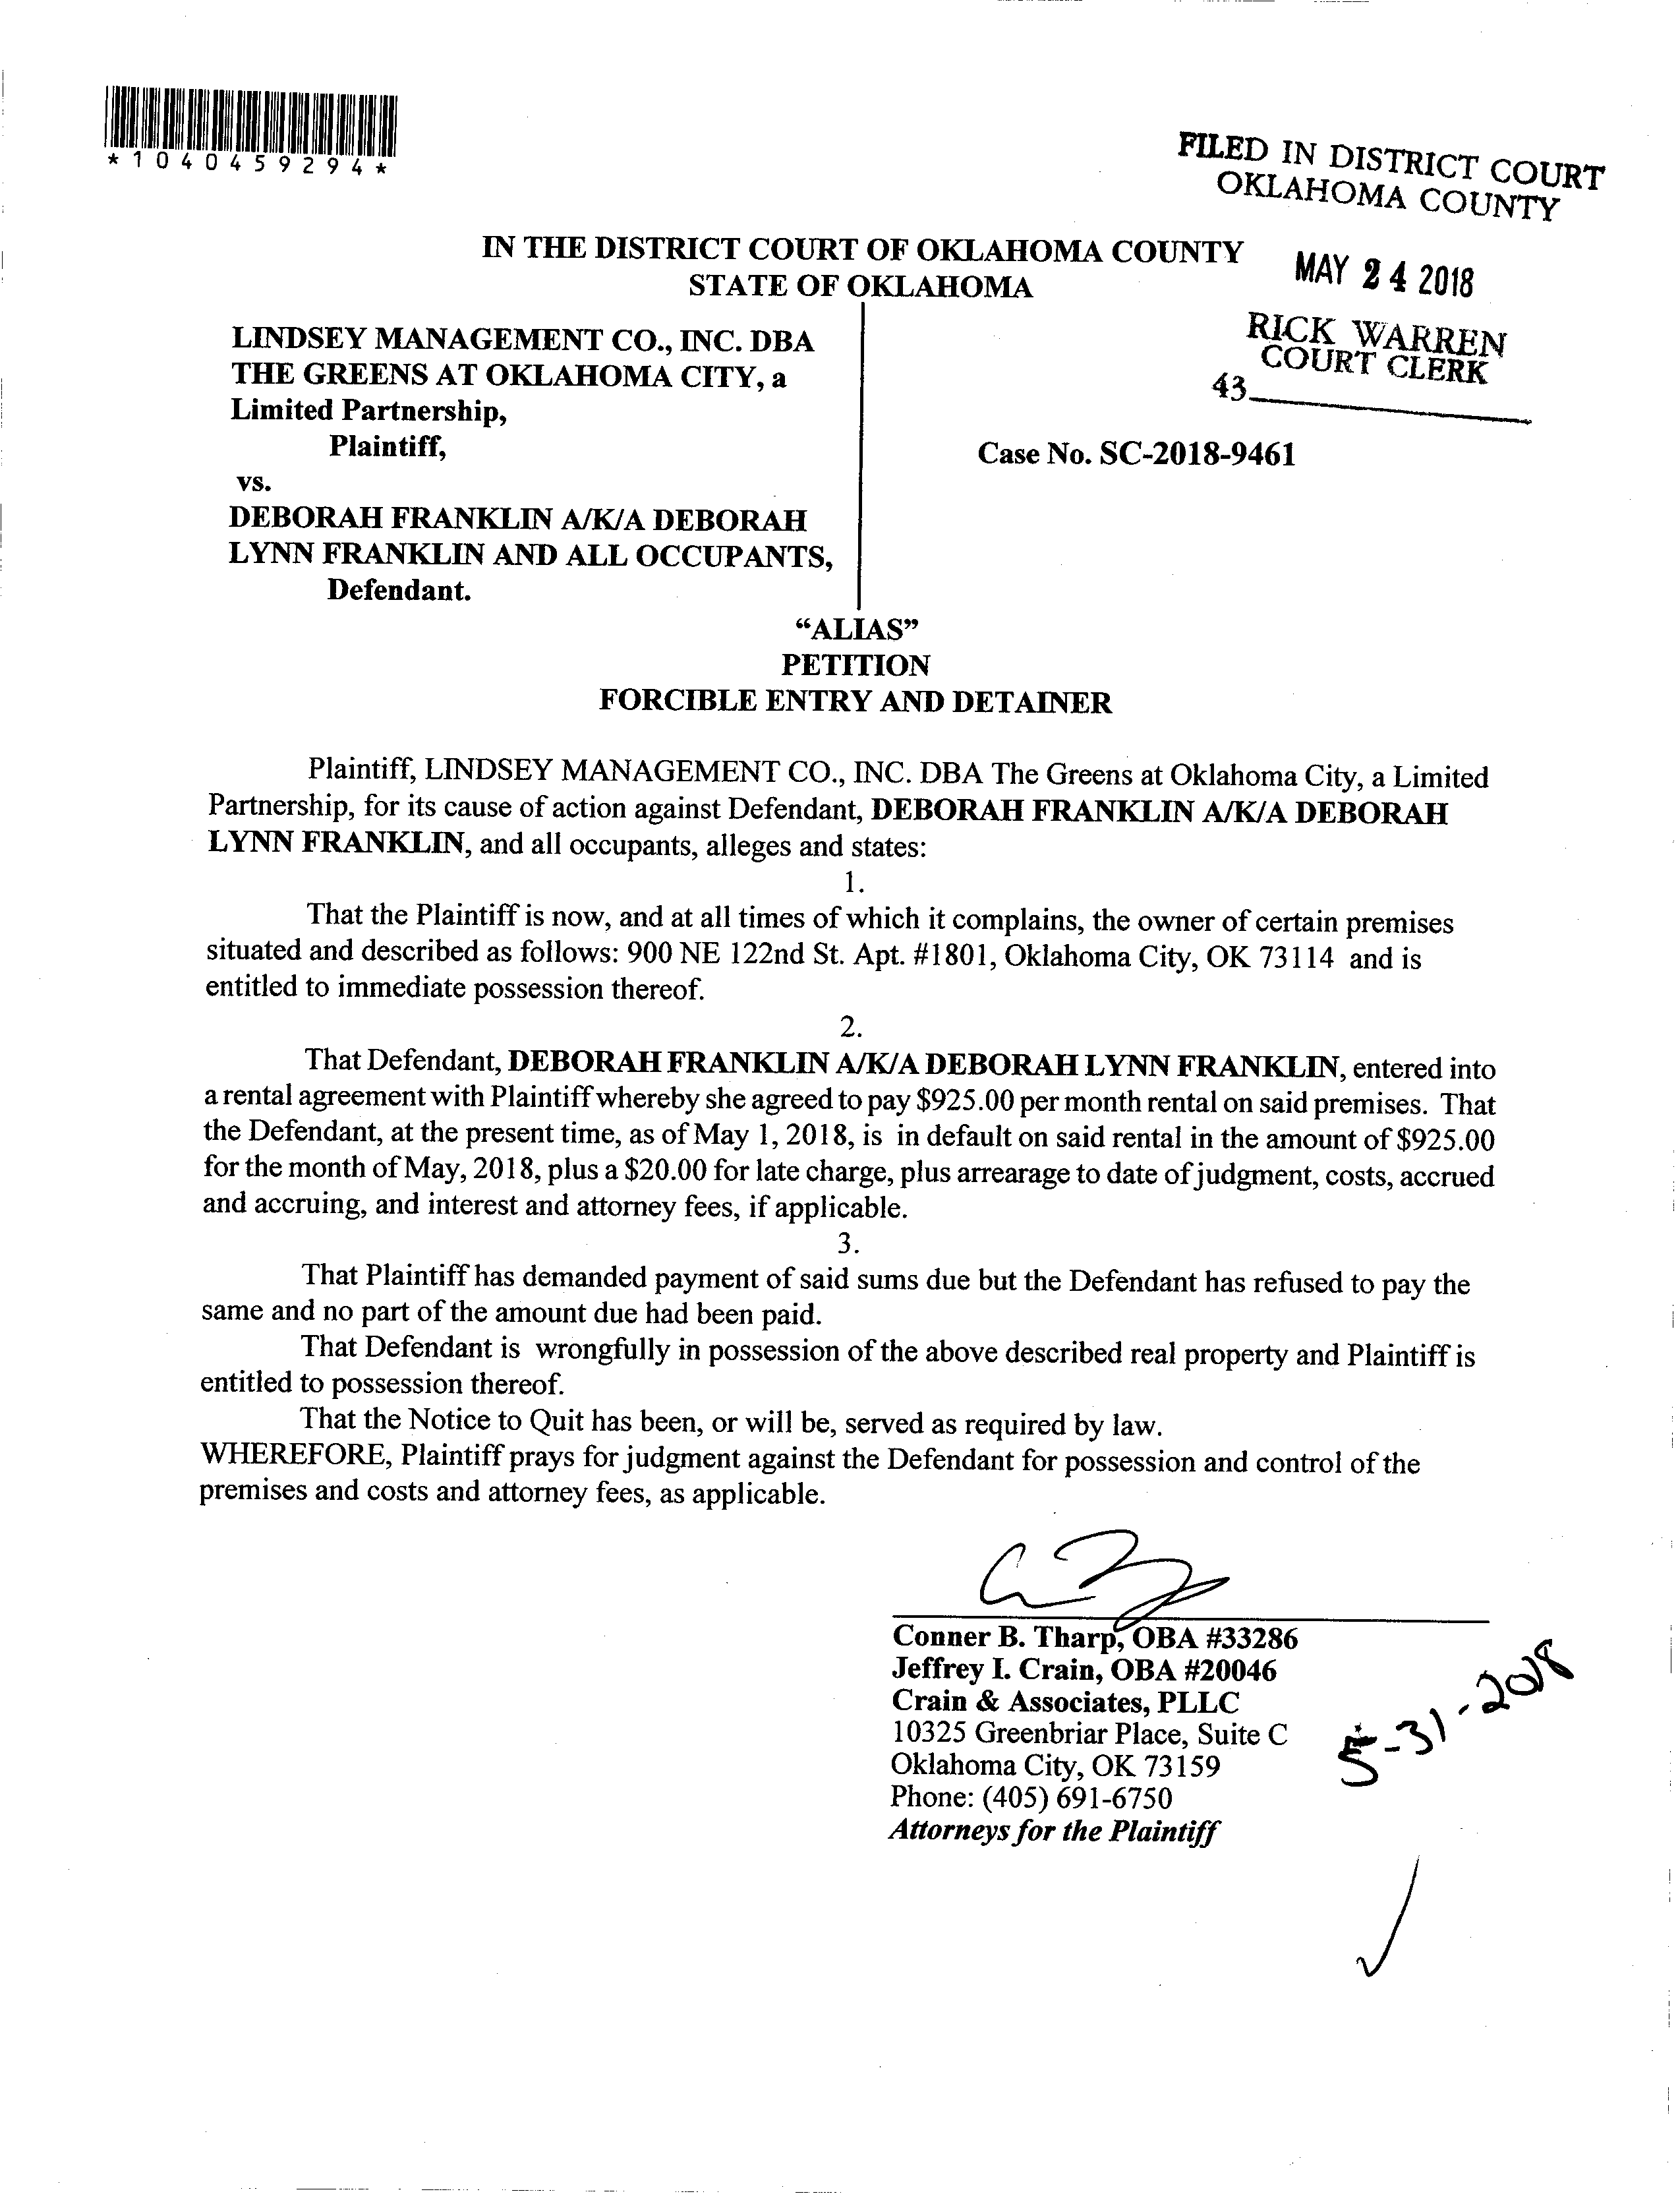 *1040459294*
FILED IN DISTRICT COURT
OKLAHOMA COUNTY
MAY 24 2018
RICK WARREN
COURT CLERK
43
IN THE DISTRICT COURT OF OKLAHOMA COUNTY
STATE OF OKLAHOMA
LINDSEY MANAGEMENT CO., INC. DBA
THE GREENS AT OKLAHOMA CITY, a
Limited Partnership,
Plaintiff,
vs.
DEBORAH FRANKLIN A/K/A DEBORAH
LYNN FRANKLIN AND ALL OCCUPANTS,
Defendant.
Case No. SC-2018-9461
“ALIAS”
PETITION
FORCIBLE ENTRY AND DETAINER
Plaintiff, LINDSEY MANAGEMENT CO., INC. DBA The Greens at Oklahoma City, a Limited
Partnership, for its cause of action against Defendant, DEBORAH FRANKLIN A/K/A DEBORAH
LYNN FRANKLIN, and all occupants, alleges and states:
1.
That the Plaintiff is now, and at all times of which it complains, the owner of certain premises
situated and described as follows: 900 NE 122nd St. Apt. #1801, Oklahoma City, OK 73114 and is
entitled to immediate possession thereof.
2.
That Defendant, DEBORAH FRANKLIN A/K/A DEBORAH LYNN FRANKLIN, entered into
a rental agreement with Plaintiff whereby she agreed to pay $925.00 per month rental on said premises. That
the Defendant, at the present time, as of May 1, 2018, is in default on said rental in the amount of $925.00
for the month of May, 2018, plus a $20.00 for late charge, plus arrearage to date of judgment, costs, accrued
and accruing, and interest and attorney fees, if applicable.
3.
That Plaintiff has demanded payment of said sums due but the Defendant has refused to pay the
same and no part of the amount due had been paid.
That Defendant is wrongfully in possession of the above described real property and Plaintiff is
entitled to possession thereof.
That the Notice to Quit has been, or will be, served as required by law.
WHEREFORE, Plaintiff prays for judgment against the Defendant for possession and control of the
premises and costs and attorney fees, as applicable.
Conner B. Tharp, OBA #33286
Jeffrey I. Crain, OBA #20046
Crain & Associates, PLLC
10325 Greenbriar Place, Suite C
Oklahoma City, OK 73159
Phone: (405) 691-6750
Attorneys for the Plaintiff
5-31-2018